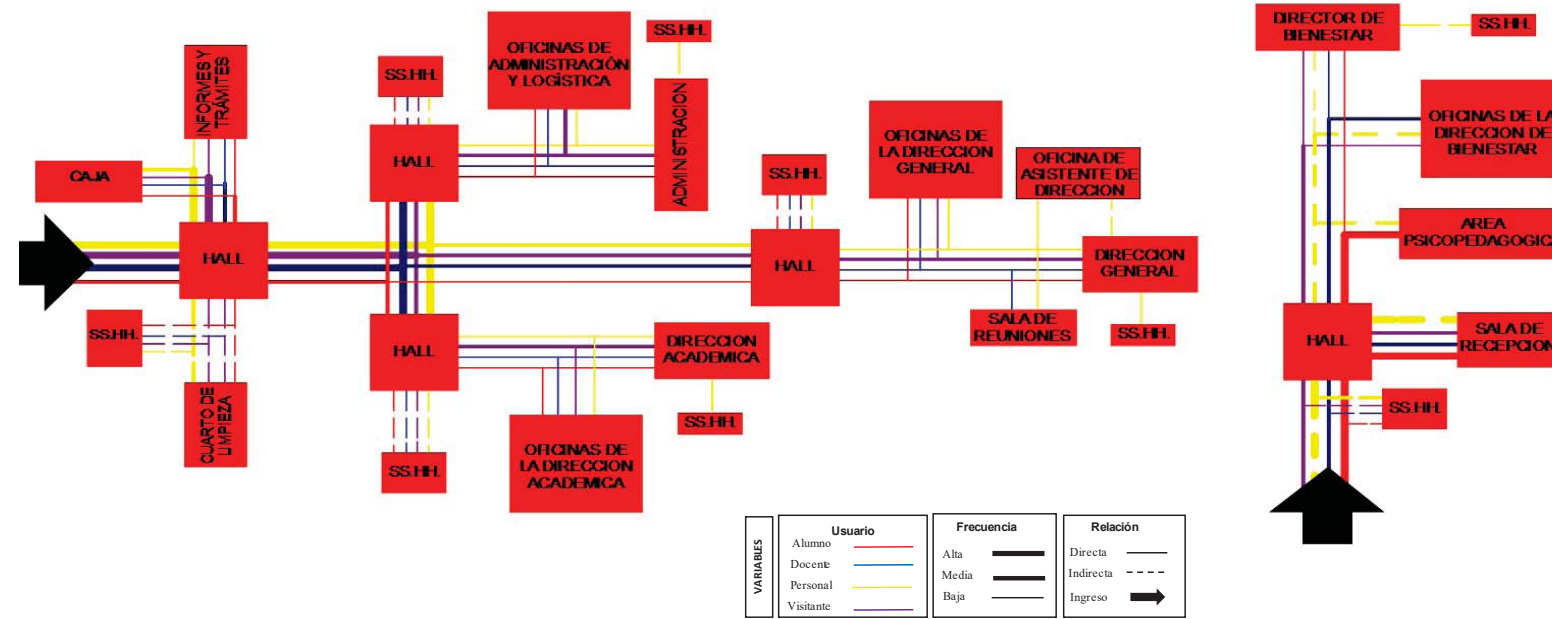 INFORMES Y
TRÁMITES
CAJA
HALL
SS.HH.
CUARTO DE
LIMPIEZA
SS.HH.
HALL
OFICINAS DE
ADMINISTRACIÓN
Y LOGÍSTICA
SS.HH.
ADMINISTRACION
HALL
SS.HH.
DIRECCION
ACADEMICA
SS.HH.
OFICINAS DE
LA DIRECCION
ACADEMICA
SS.HH.
HALL
OFICINAS DE
LA DIRECCION
GENERAL
OFICINA DE
ASISTENTE DE
DIRECCION
DIRECCION
GENERAL
SALA DE
REUNIONES
SS.HH.
DIRECTOR DE
BIENESTAR
SS.HH.
OFICINAS DE LA
DIRECCION DE
BIENESTAR
AREA
PSICOPEDAGOGIC
HALL
SALA DE
RECEPCION
SS.HH.
VARIABLES
Usuario
Alumno
Docente
Personal
Visitante
Frecuencia
Alta
Media
Baja
Relación
Directa
Indirecta
Ingreso